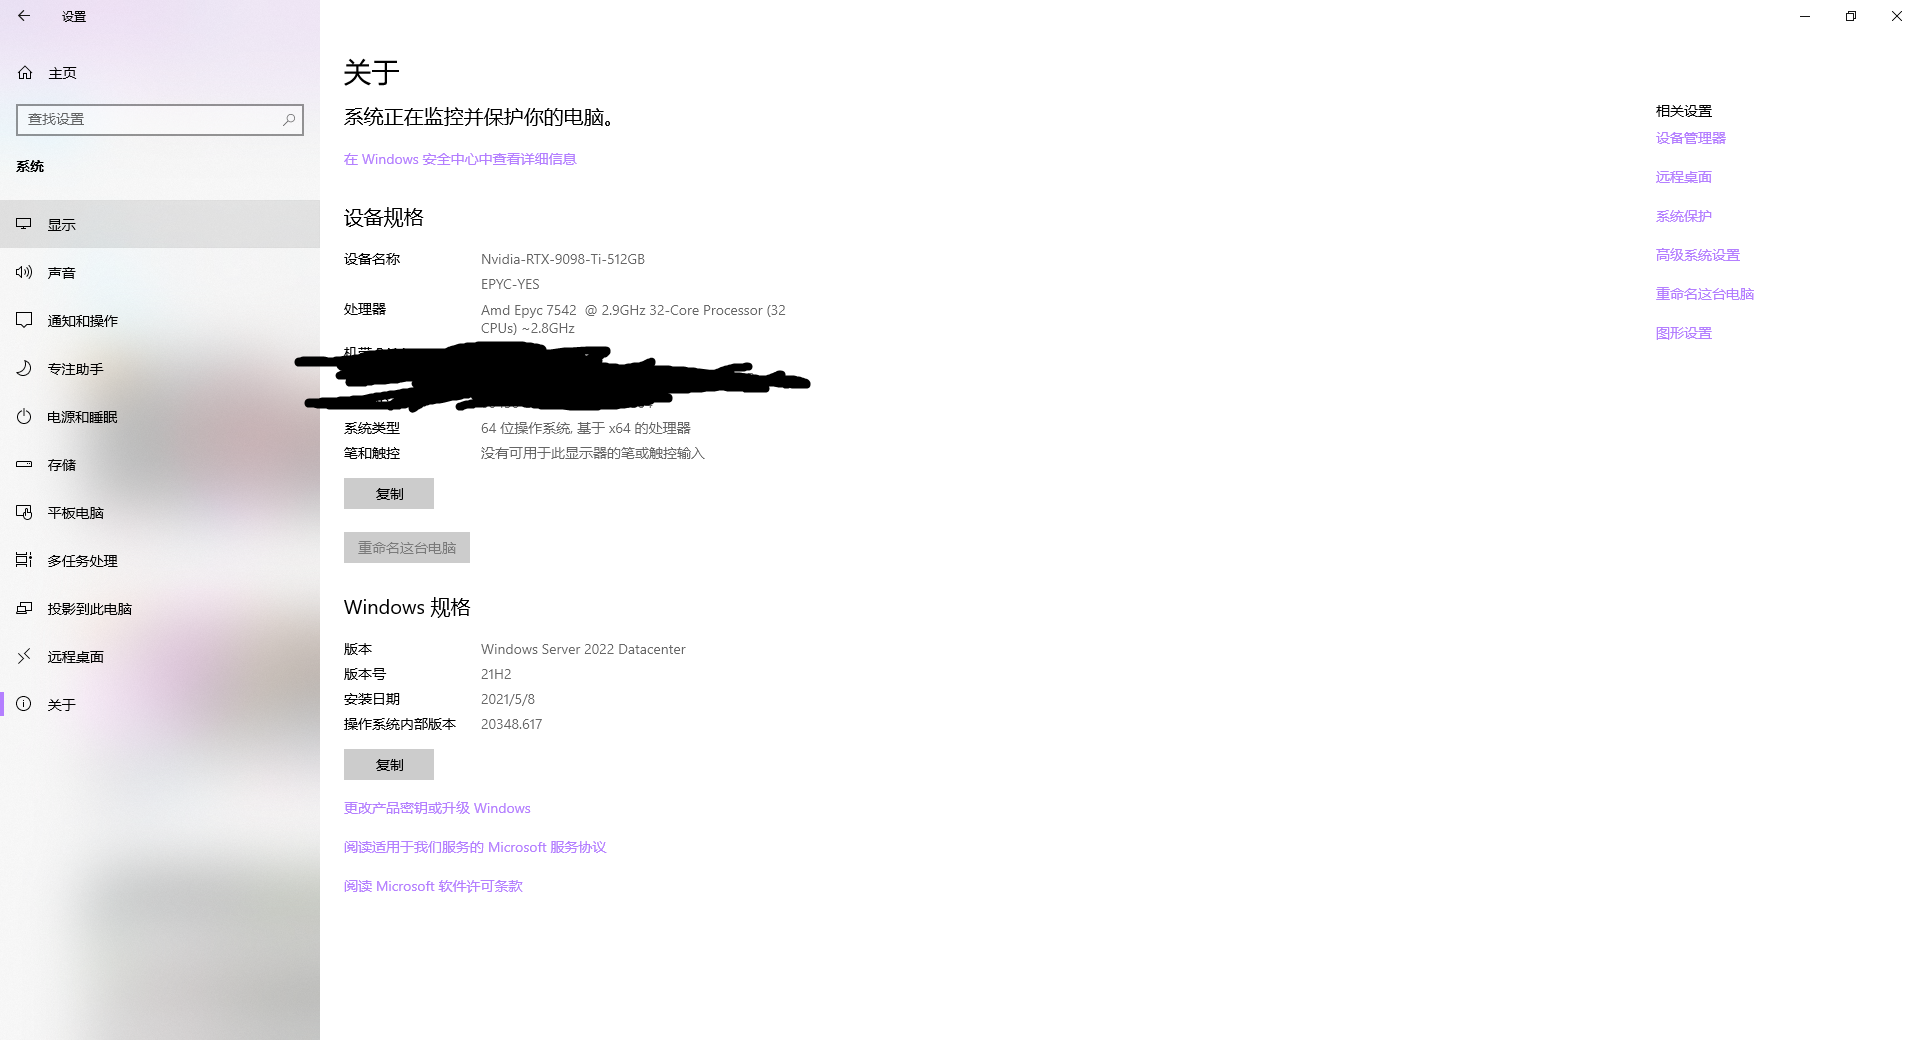 设置
主页
查找设置
系统
显示
声音
通知和操作
专注助手
电源和睡眠
存储
平板电脑
多任务处理
投影到此电脑
远程桌面
关于
关于
系统正在监控并保护你的电脑。
在 Windows 安全中心中查看详细信息
设备规格
设备名称 Nvidia-RTX-9098-Ti-512GB
EPYC-YES
处理器 Amd Epyc 7542  @ 2.9GHz 32-Core Processor (32
CPUs) ~2.8GHz
系统类型 64 位操作系统, 基于 x64 的处理器
笔和触控 没有可用于此显示器的笔或触控输入
复制
重命名这台电脑
Windows 规格
版本 Windows Server 2022 Datacenter
版本号 21H2
安装日期 2021/5/8
操作系统内部版本 20348.617
复制
更改产品密钥或升级 Windows
阅读适用于我们服务的 Microsoft 服务协议
阅读 Microsoft 软件许可条款
相关设置
设备管理器
远程桌面
系统保护
高级系统设置
重命名这台电脑
图形设置